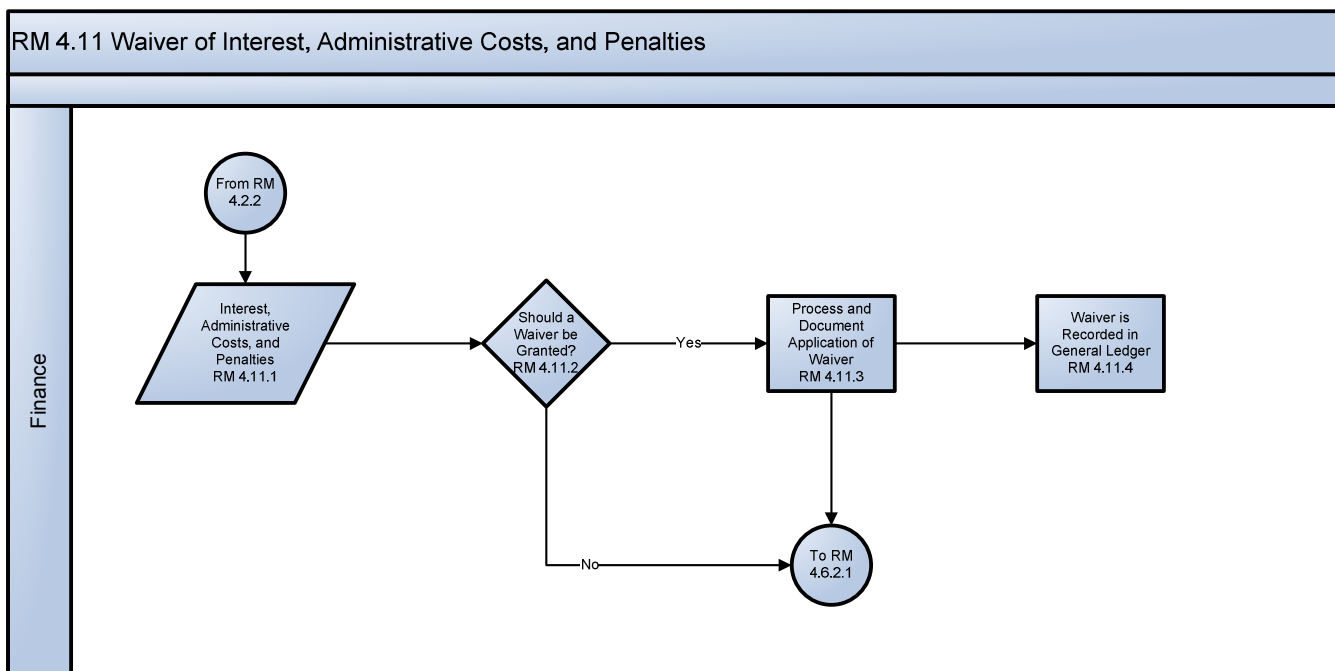 RM 4.11 Waiver of Interest, Administrative Costs, and Penalties
Finance
From RM
4.2.2
Interest,
Administrative
Costs, and
Penalties
RM 4.11.1
Should a
Waiver be
Granted?
RM 4.11.2
Yes
Process and
Document
Application of
Waiver
RM 4.11.3
Waiver is
Recorded in
General Ledger
RM 4.11.4
No
To RM
4.6.2.1